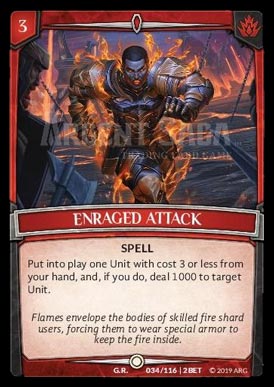 3
ARGENT SAGA
TRADING CARD GAME
ENRAGED ATTACK
SPELL
Put into play one Unit with cost 3 or less from
your hand, and, if you do, deal 1000 to target
Unit.
Flames envelope the bodies of skilled fire shard
users, forcing them to wear special armor to
keep the fire inside.
G.R. 034/116 | 2BET © 2019 ARG